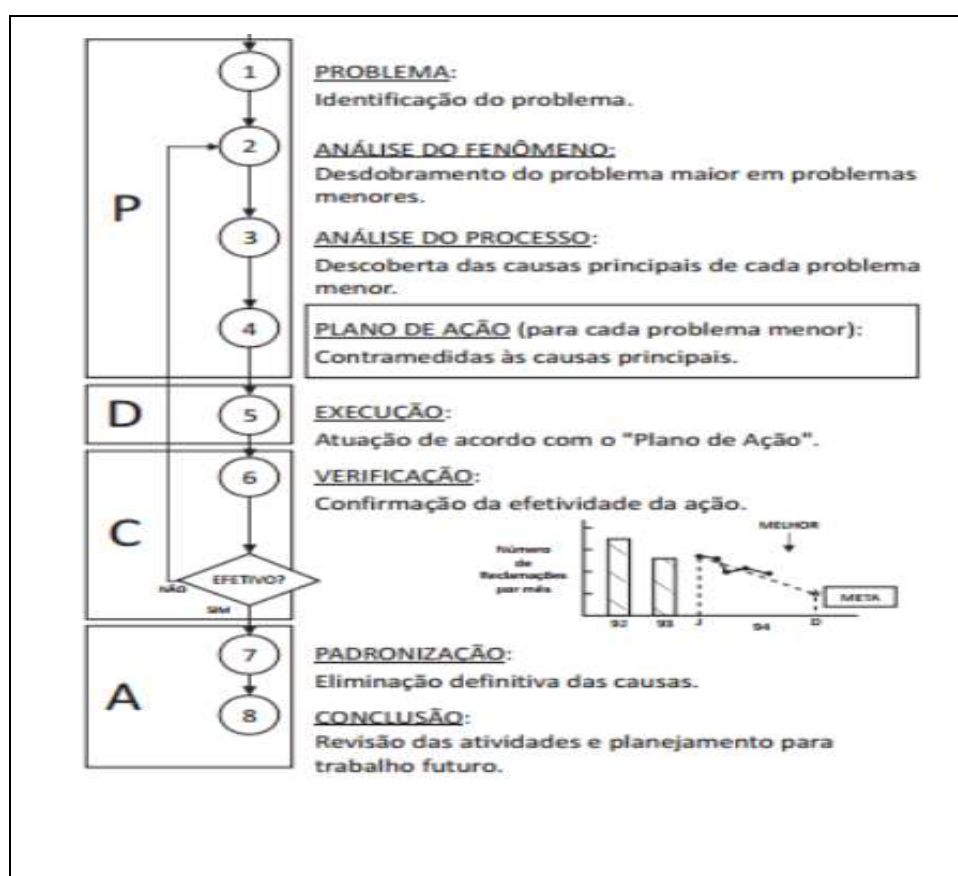 P
1
PROBLEMA:
Identificação do problema.
2
ANÁLISE DO FENÔMENO:
Desdobramento do problema maior em problemas
menores.
3
ANÁLISE DO PROCESSO:
Descoberta das causas principais de cada problema
menor.
4
PLANO DE AÇÃO (para cada problema menor):
Contramedidas às causas principais.
D
5
EXECUÇÃO:
Atuação de acordo com o "Plano de Ação".
C
6
VERIFICAÇÃO:
Confirmação da efetividade da ação.
EFETIVO?
NÃO
SIM
Número
de
Reclamações
por mês
MELHOR
META
92 93 J 94 D
A
7
PADRONIZAÇÃO:
Eliminação definitiva das causas.
8
CONCLUSÃO:
Revisão das atividades e planejamento para
trabalho futuro.